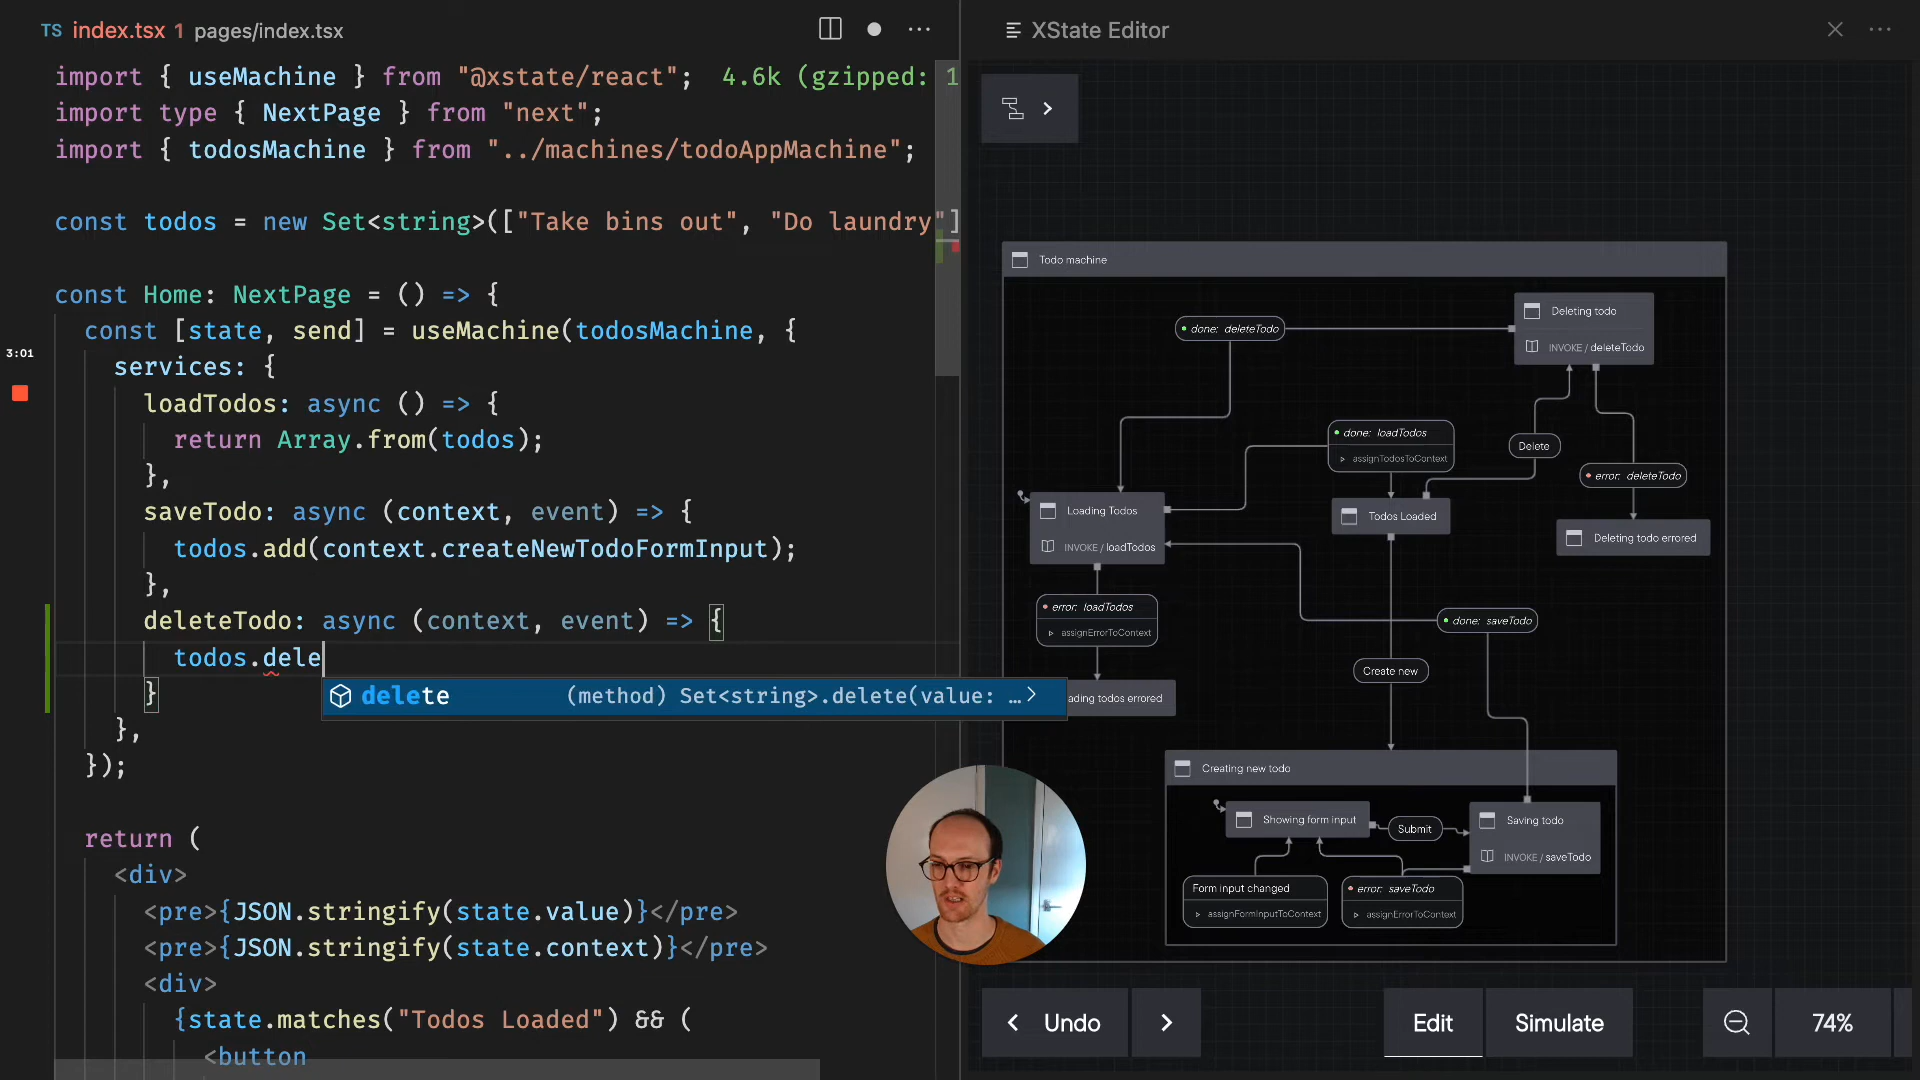 TS index.tsx 1 pages/index.tsx
import { useMachine } from "@xstate/react"; 4.6k (gzipped: 1
import type { NextPage } from "next";
import { todosMachine } from "../machines/todoAppMachine";
const todos = new Set<string>(["Take bins out", "Do laundry"]
const Home: NextPage = () => {
const [state, send] = useMachine(todosMachine, {
services: {
loadTodos: async () => {
return Array.from(todos);
},
saveTodo: async (context, event) => {
todos.add(context.createNewTodoFormInput);
},
deleteTodo: async (context, event) => {
todos.dele
}
},
});
delete (method) Set<string>.delete(value: …
return (
<div>
<pre>{JSON.stringify(state.value)}</pre>
<pre>{JSON.stringify(state.context)}</pre>
<div>
{state.matches("Todos Loaded") && (
<button
3:01
XState Editor
Todo machine
Deleting todo
INVOKE / deleteTodo
done: deleteTodo
done: loadTodos
assignTodosToContext
Delete
error: deleteTodo
Loading Todos
INVOKE / loadTodos
Todos Loaded
Deleting todo errored
error: loadTodos
assignErrorToContext
done: saveTodo
Create new
ading todos errored
Creating new todo
Showing form input
Submit
Saving todo
INVOKE / saveTodo
Form input changed
assignFormInputToContext
error: saveTodo
assignErrorToContext
Undo
Edit
Simulate
74%